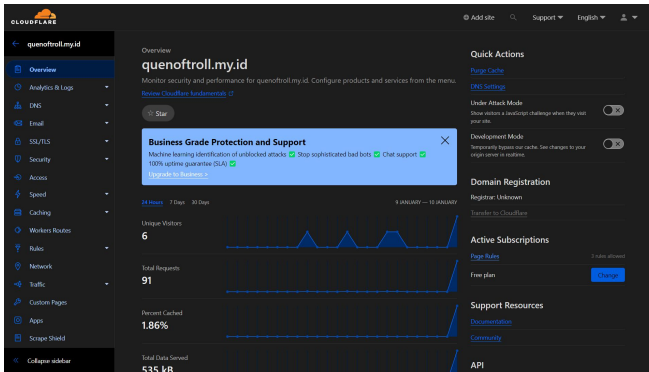 CLOUDFLARE
Add site
Support
English
quenoftroll.my.id
Overview
Analytics & Logs
DNS
Email
SSL/TLS
Security
Access
Speed
Caching
Workers Routes
Rules
Network
Traffic
Custom Pages
Apps
Scrape Shield
Collapse sidebar
Overview
quenoftroll.my.id
Monitor security and performance for quenoftroll.my.id. Configure products and services from the menu.
Review Cloudflare fundamentals
Star
Business Grade Protection and Support
Machine learning identification of unblocked attacks ✅ Stop sophisticated bad bots ✅ Chat support ✅
100% uptime guarantee (SLA) ✅
Upgrade to Business >
24 Hours 7 Days 30 Days
9 JANUARY — 10 JANUARY
Unique Visitors
6
Total Requests
91
Percent Cached
1.86%
Total Data Served
535 kB
Quick Actions
Purge Cache
DNS Settings
Under Attack Mode
Show visitors a JavaScript challenge when they visit
your site.
Development Mode
Temporarily bypass our cache. See changes to your
origin server in realtime.
Domain Registration
Registrar: Unknown
Transfer to Cloudflare
Active Subscriptions
Page Rules
3 rules allowed
Free plan
Change
Support Resources
Documentation
Community
API